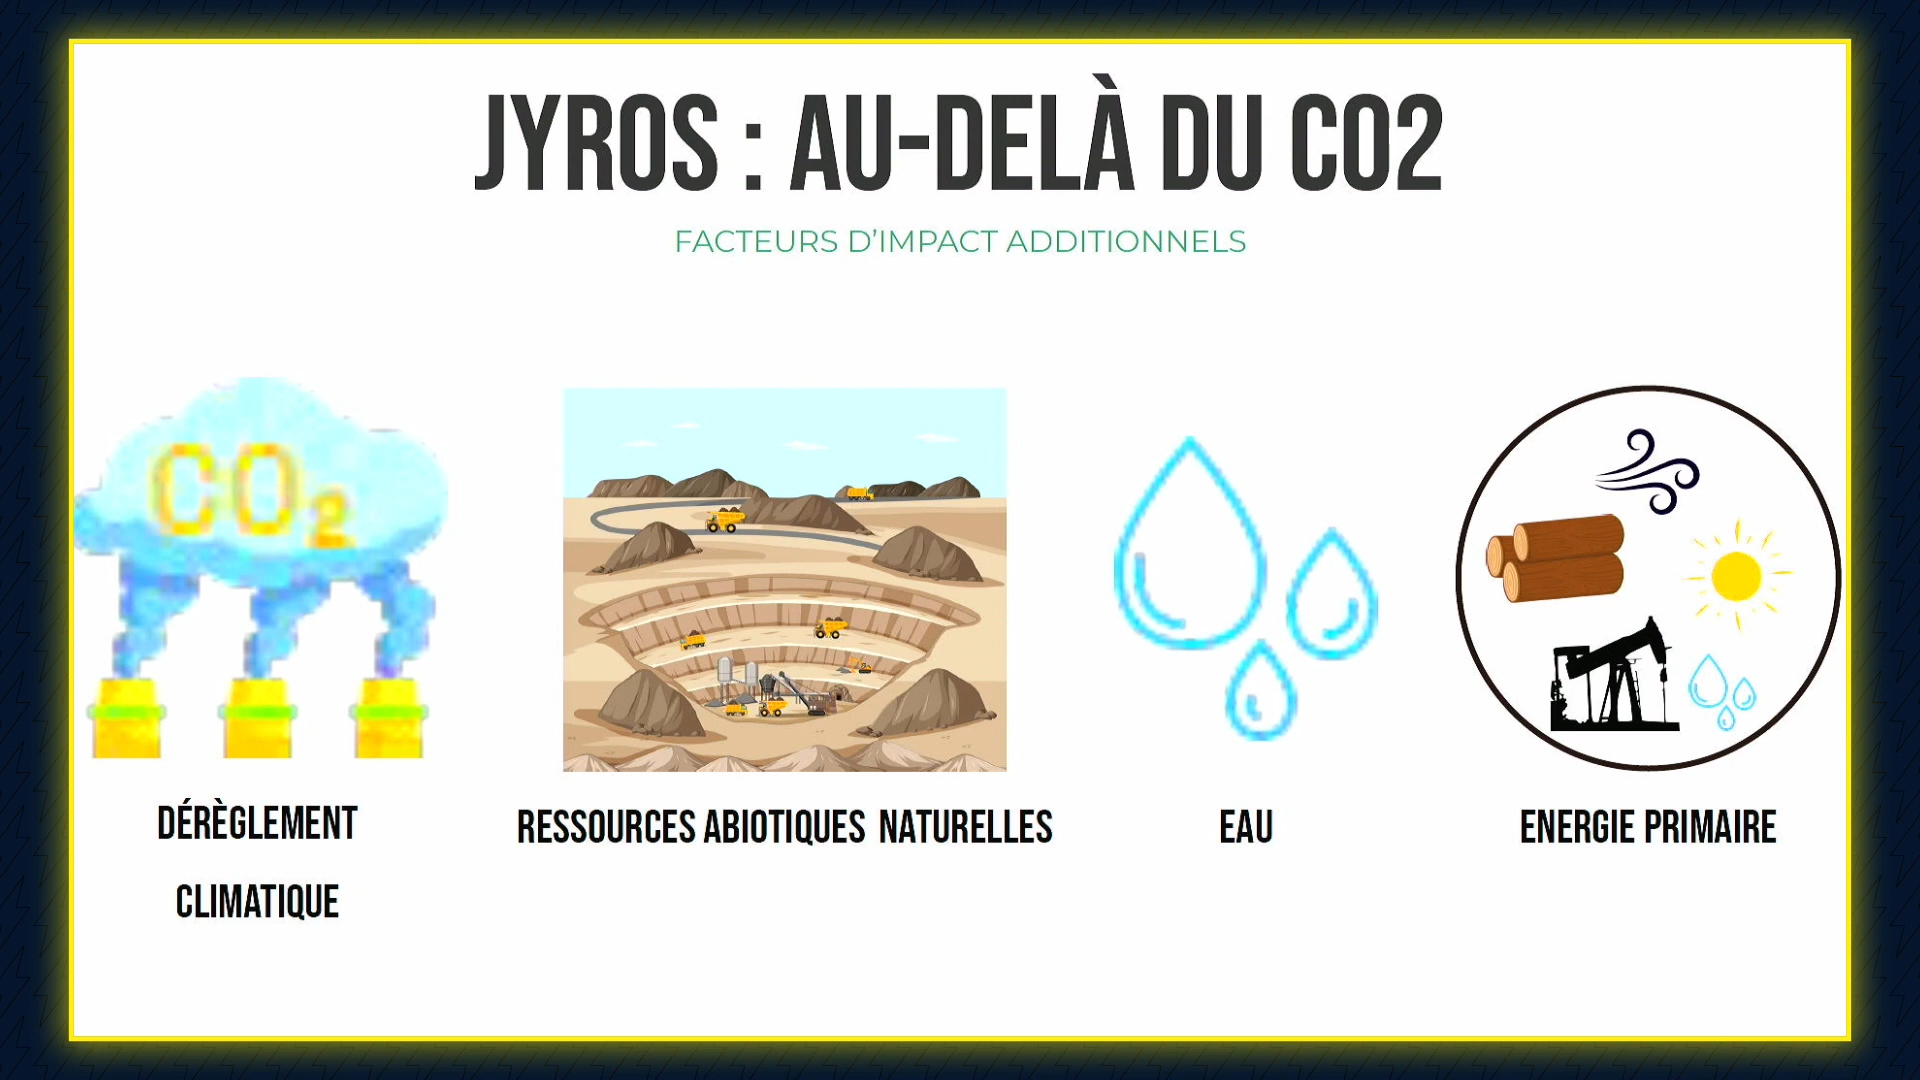 JYROS : AU-DELÀ DU CO2
FACTEURS D'IMPACT ADDITIONNELS
CO₂
DÉRÈGLEMENT
CLIMATIQUE
RESSOURCES ABIOTIQUES NATURELLES
EAU
ENERGIE PRIMAIRE